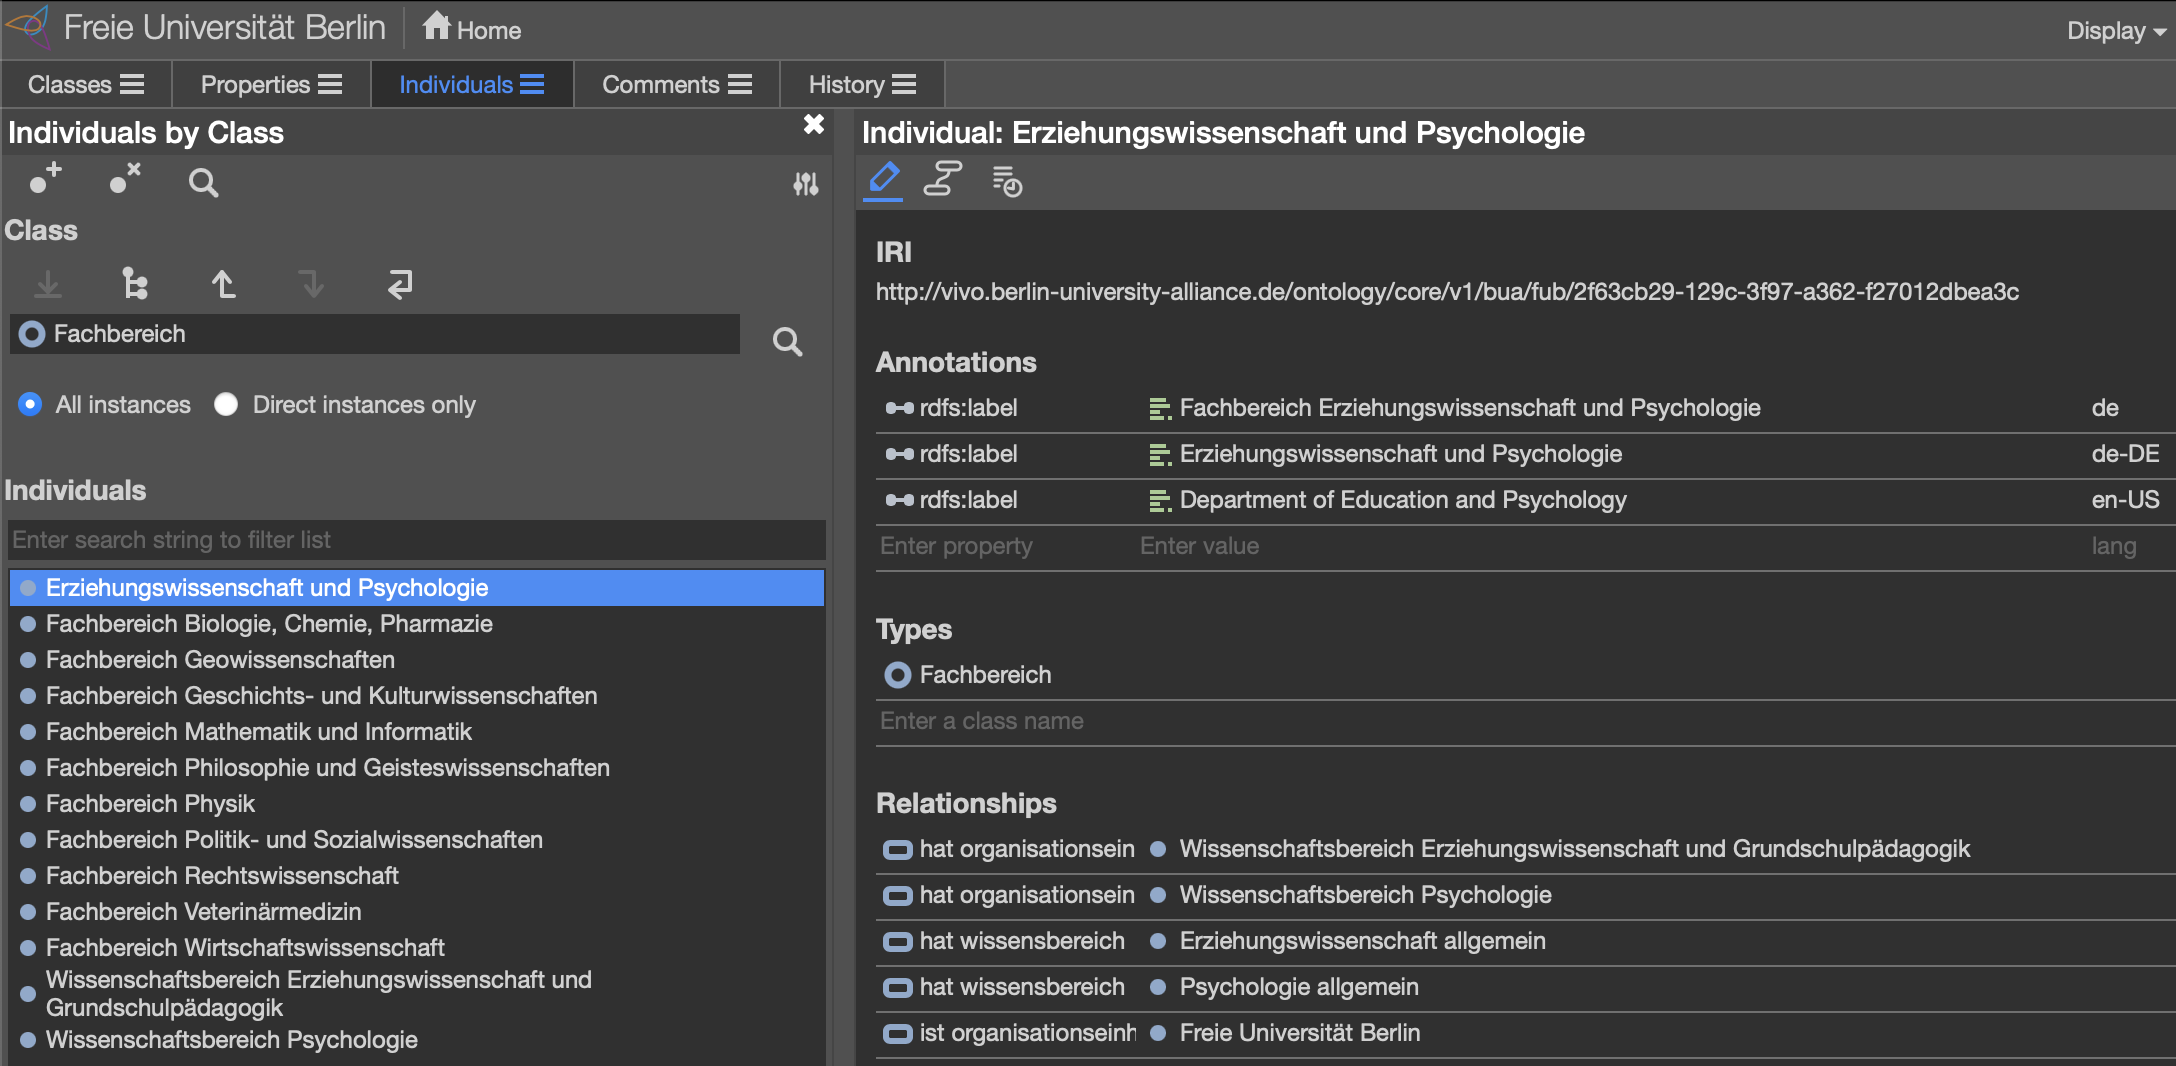 Freie Universität Berlin
Home
Display
Classes
Properties
Individuals
Comments
History
Individuals by Class
Class
Fachbereich
All instances
Direct instances only
Individuals
Enter search string to filter list
Erziehungswissenschaft und Psychologie
Fachbereich Biologie, Chemie, Pharmazie
Fachbereich Geowissenschaften
Fachbereich Geschichts- und Kulturwissenschaften
Fachbereich Mathematik und Informatik
Fachbereich Philosophie und Geisteswissenschaften
Fachbereich Physik
Fachbereich Politik- und Sozialwissenschaften
Fachbereich Rechtswissenschaft
Fachbereich Veterinärmedizin
Fachbereich Wirtschaftswissenschaft
Wissenschaftsbereich Erziehungswissenschaft und
Grundschulpädagogik
Wissenschaftsbereich Psychologie
Individual: Erziehungswissenschaft und Psychologie
IRI
http://vivo.berlin-university-alliance.de/ontology/core/v1/bua/fub/2f63cb29-129c-3f97-a362-f27012dbea3c
Annotations
rdfs:label Fachbereich Erziehungswissenschaft und Psychologie de
rdfs:label Erziehungswissenschaft und Psychologie de-DE
rdfs:label Department of Education and Psychology en-US
Enter property Enter value lang
Types
Fachbereich
Enter a class name
Relationships
hat organisationsein Wissenschaftsbereich Erziehungswissenschaft und Grundschulpädagogik
hat organisationsein Wissenschaftsbereich Psychologie
hat wissensbereich Erziehungswissenschaft allgemein
hat wissensbereich Psychologie allgemein
ist organisationseinh Freie Universität Berlin